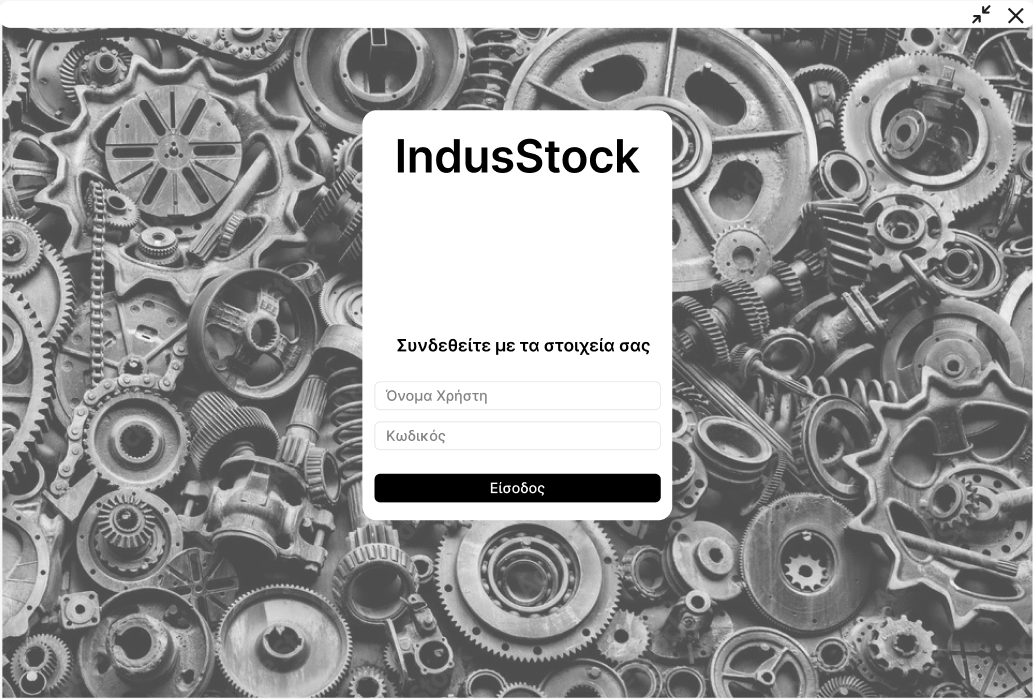 IndusStock
Συνδεθείτε με τα στοιχεία σας
Όνομα Χρήστη
Κωδικός
Είσοδος